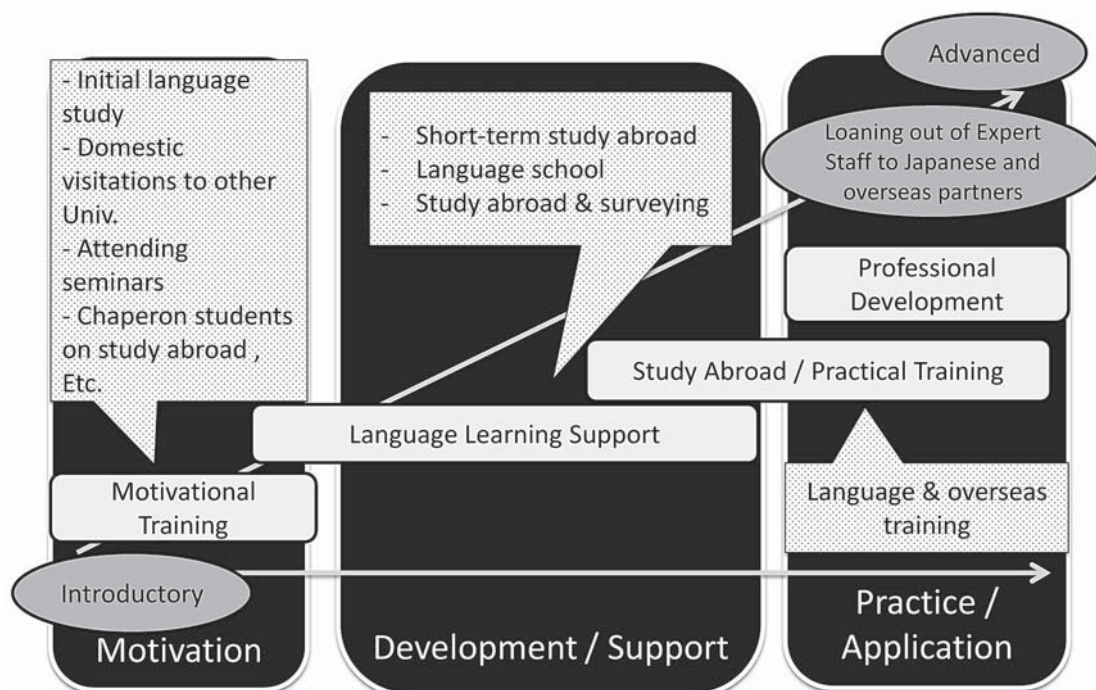 - Initial language
study
- Domestic
visitations to other
Univ.
- Attending
seminars
- Chaperon students
on study abroad ,
Etc.
Motivational
Training
Introductory
Motivation
- Short-term study abroad
- Language school
- Study abroad & surveying
Language Learning Support
Development / Support
Advanced
Loaning out of Expert
Staff to Japanese and
overseas partners
Professional
Development
Study Abroad / Practical Training
Language & overseas
training
Practice /
Application